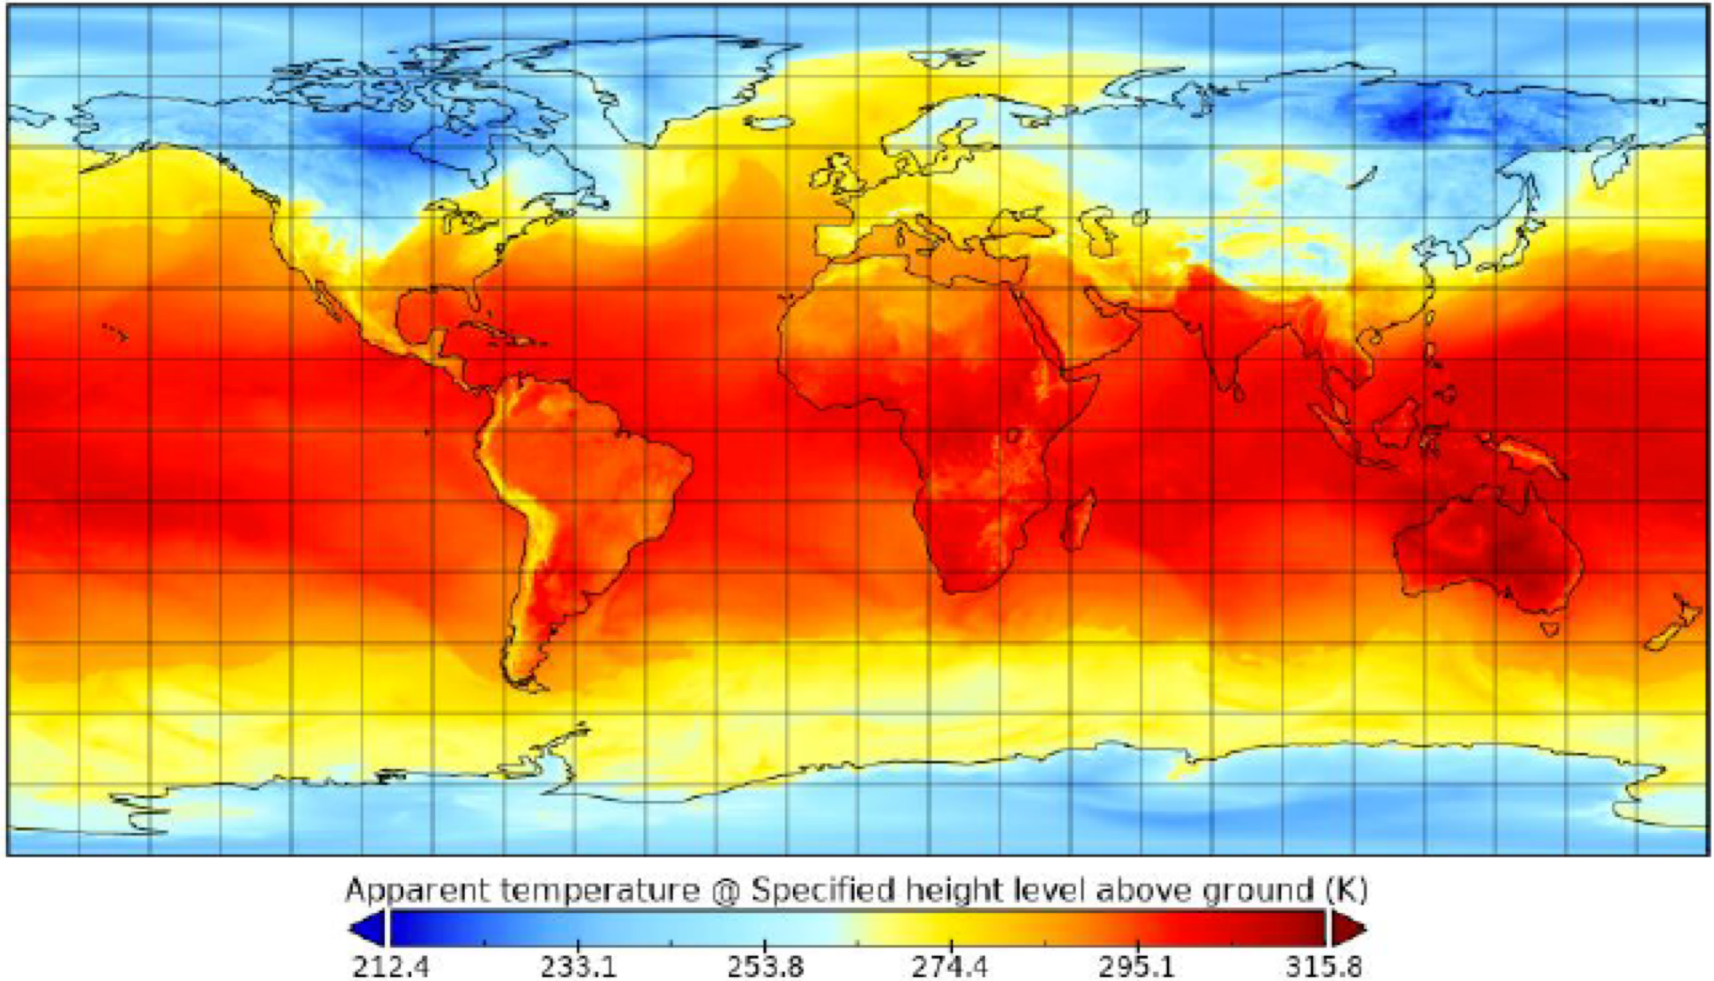 Apparent temperature @ Specified height level above ground (K)
212.4 233.1 253.8 274.4 295.1 315.8